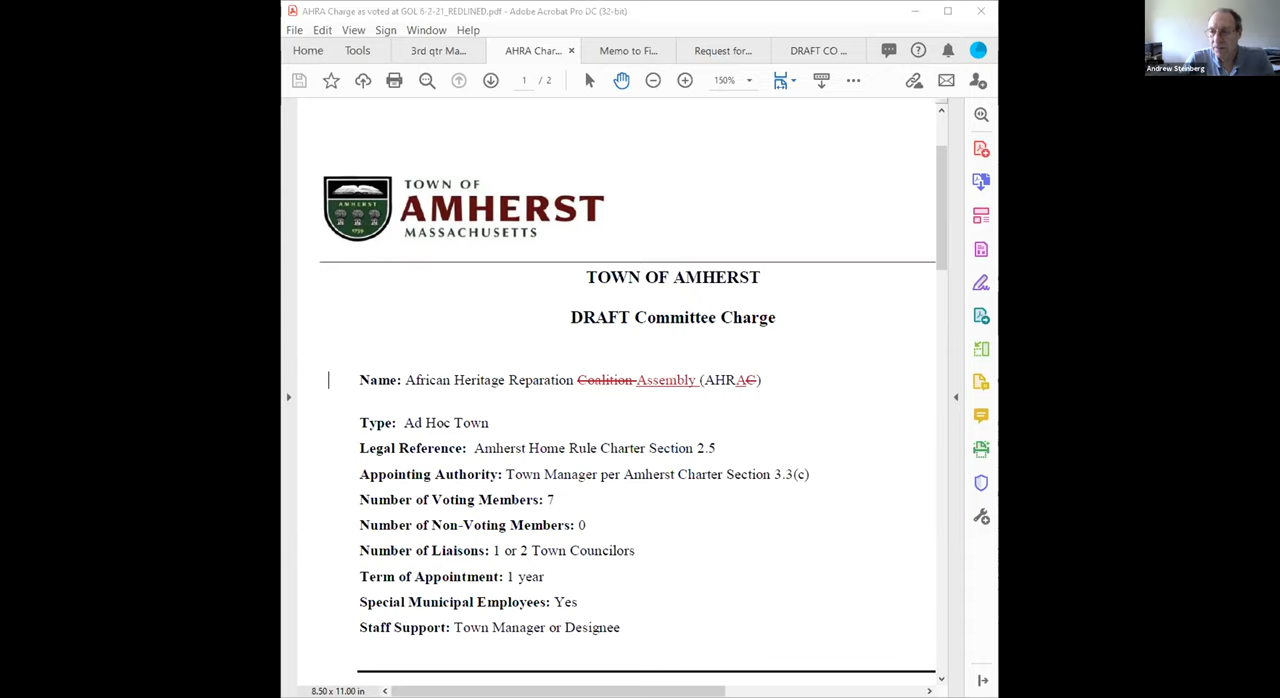 AHRA Charge as voted at GOL 6-2-21_REDLINED.pdf - Adobe Acrobat Pro DC (32-bit)
File Edit View Sign Window Help
Home Tools 3rd qtr Ma... AHRA Char... × Memo to Fi... Request for... DRAFT CO ...
1 / 2 150%
Andrew Steinberg
AMHERST
1759
TOWN OF
AMHERST
MASSACHUSETTS
TOWN OF AMHERST
DRAFT Committee Charge
Name: African Heritage Reparation Coalition Assembly (AHRAC)
Type: Ad Hoc Town
Legal Reference: Amherst Home Rule Charter Section 2.5
Appointing Authority: Town Manager per Amherst Charter Section 3.3(c)
Number of Voting Members: 7
Number of Non-Voting Members: 0
Number of Liaisons: 1 or 2 Town Councilors
Term of Appointment: 1 year
Special Municipal Employees: Yes
Staff Support: Town Manager or Designee
8.50 x 11.00 in